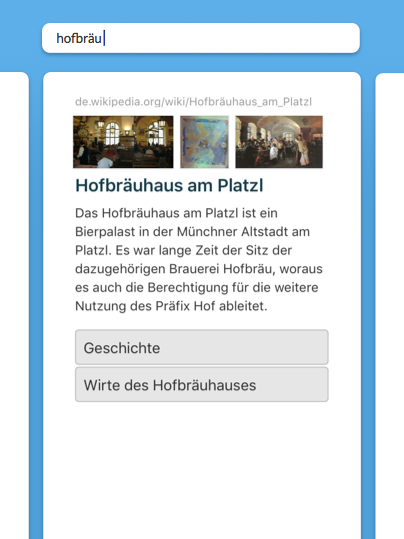 hofbräu
de.wikipedia.org/wiki/Hofbräuhaus_am_Platzl
Hofbräuhaus am Platzl
Das Hofbräuhaus am Platzl ist ein
Bierpalast in der Münchner Altstadt am
Platzl. Es war lange Zeit der Sitz der
dazugehörigen Brauerei Hofbräu, woraus
es auch die Berechtigung für die weitere
Nutzung des Präfix Hof ableitet.
Geschichte
Wirte des Hofbräuhauses